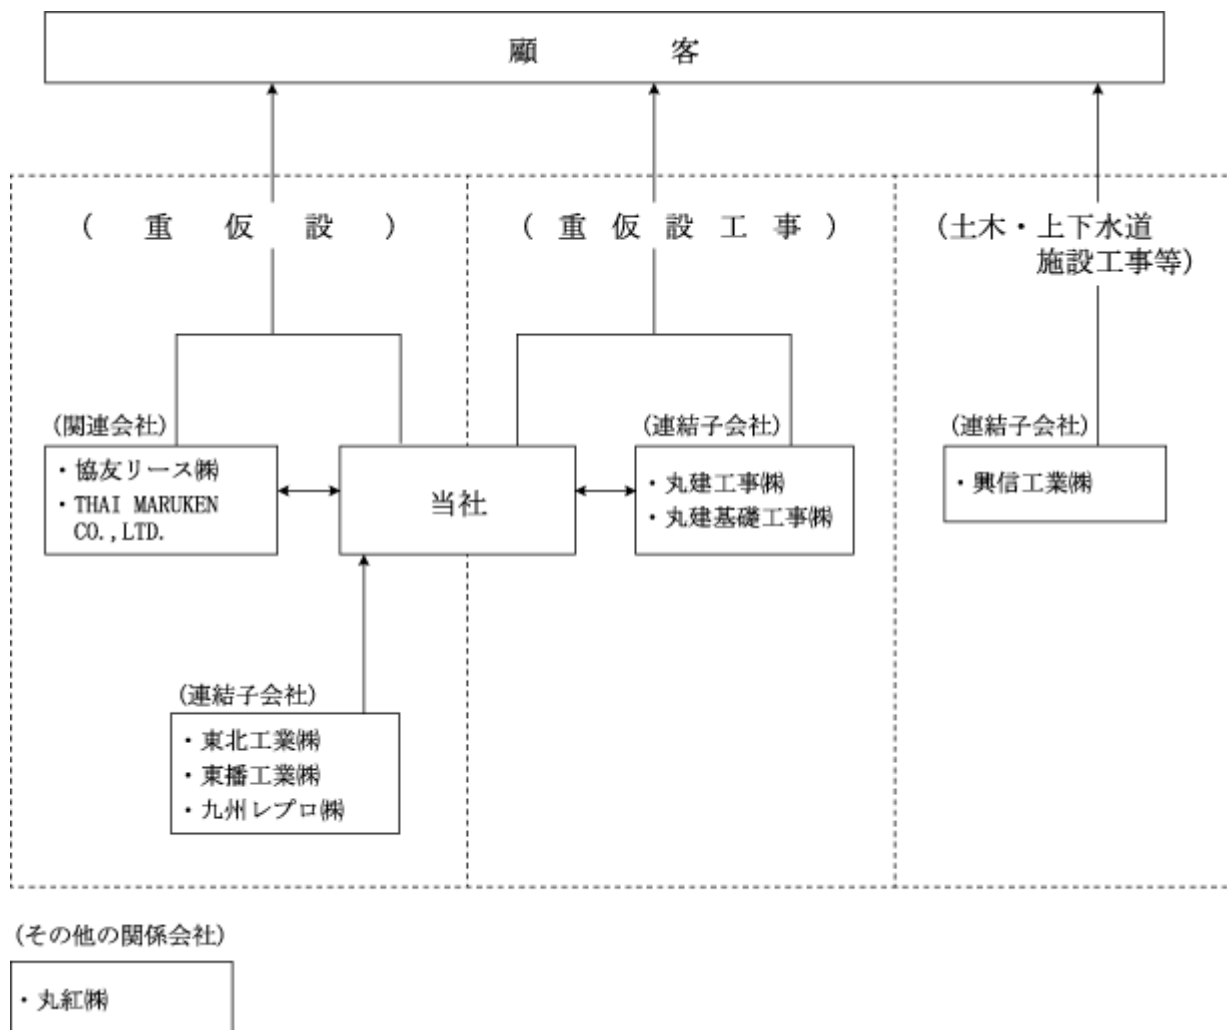 顧客
(重仮設)
(重仮設工事)
(土木・上下水道
施設工事等)
(関連会社)
・協友リース㈱
・THAI MARUKEN
CO.,LTD.
当社
(連結子会社)
・丸建工事㈱
・丸建基礎工事㈱
(連結子会社)
・興信工業㈱
(連結子会社)
・東北工業㈱
・東播工業㈱
・九州レプロ㈱
(その他の関係会社)
・丸紅㈱